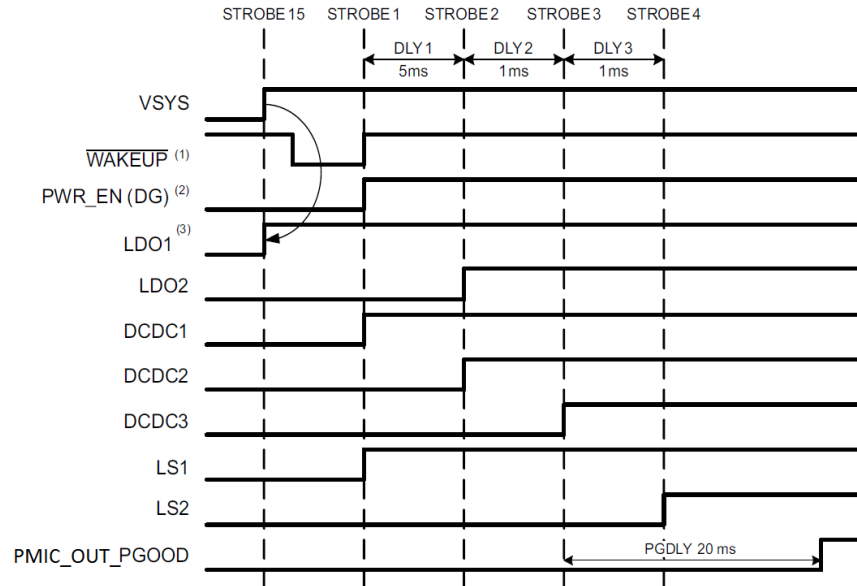 STROBE 15 STROBE 1 STROBE 2 STROBE 3 STROBE 4
DLY 1 DLY 2 DLY 3
5ms 1ms 1ms
VSYS
WAKEUP (1)
PWR_EN (DG) (2)
LDO1 (3)
LDO2
DCDC1
DCDC2
DCDC3
LS1
LS2
PMIC_OUT_PGOOD PGDLY 20 ms